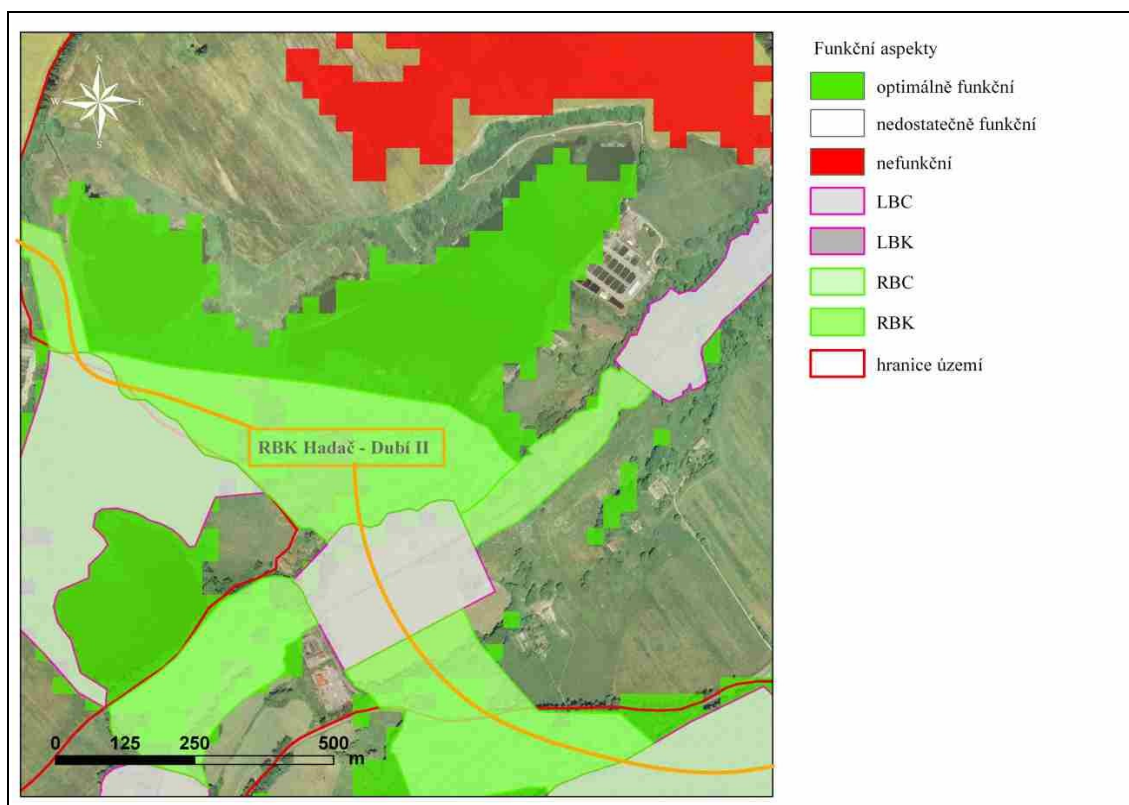 N
W E
S
RBK Hadač - Dubí II
0 125 250 500
m
Funkční aspekty
optimálně funkční
nedostatečně funkční
nefunkční
LBC
LBK
RBC
RBK
hranice území